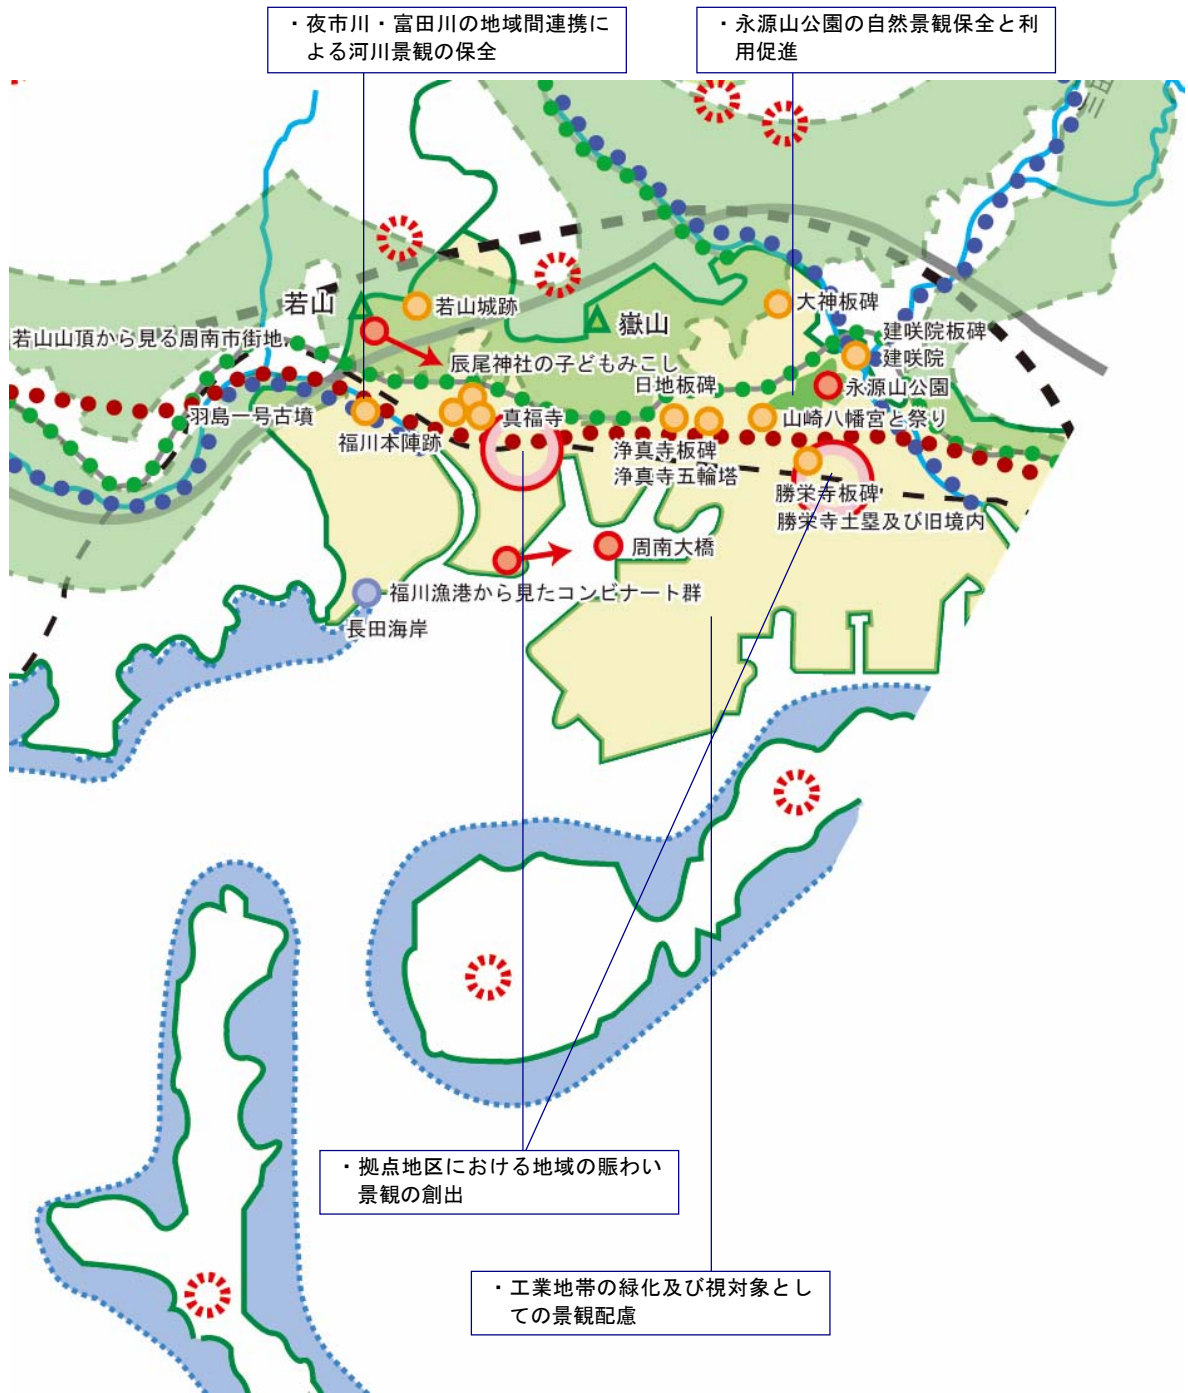 ・夜市川・富田川の地域間連携に
よる河川景観の保全
・永源山公園の自然景観保全と利
用促進
若山
若山城跡
嶽山
大神板碑
若山山頂から見る周南市街地
建咲院板碑
建咲院
辰尾神社の子どもみこし
日地板碑
永源山公園
羽島一号古墳
福川本陣跡
真福寺
山崎八幡宮と祭り
浄真寺板碑
浄真寺五輪塔
勝栄寺板碑
勝栄寺土塁及び旧境内
周南大橋
福川漁港から見たコンビナート群
長田海岸
・拠点地区における地域の賑わい
景観の創出
・工業地帯の緑化及び視対象とし
ての景観配慮